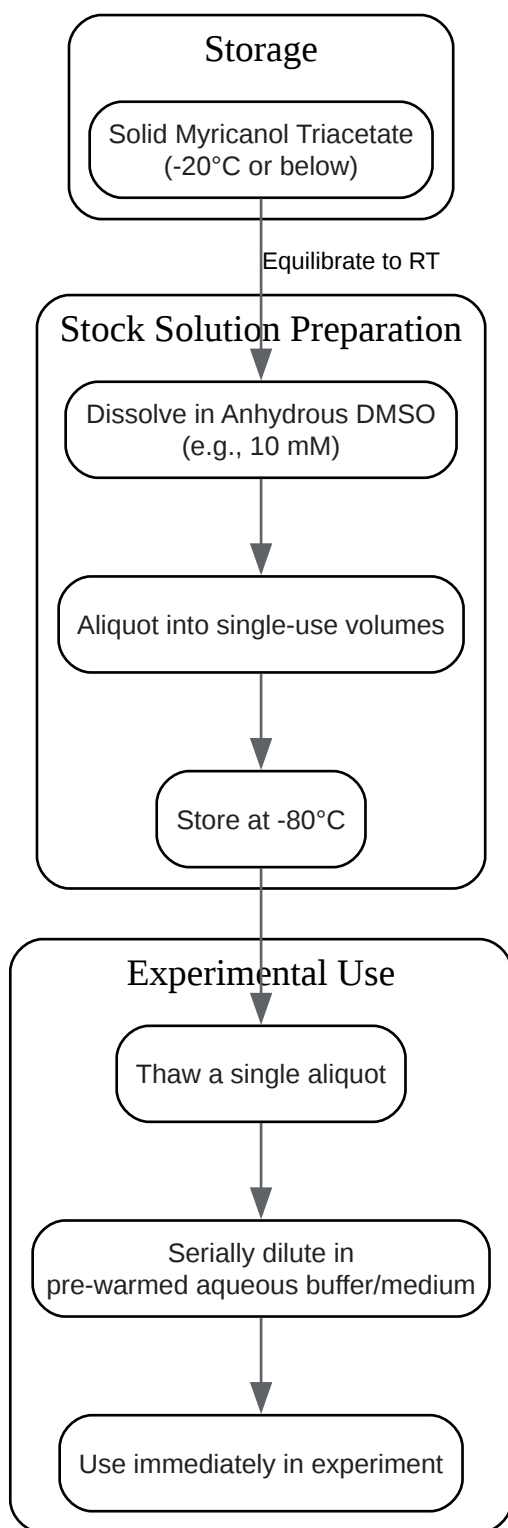 Storage
Solid Myricanol Triacetate
(-20°C or below)
Equilibrate to RT
Stock Solution Preparation
Dissolve in Anhydrous DMSO
(e.g., 10 mM)
Aliquot into single-use volumes
Store at -80°C
Experimental Use
Thaw a single aliquot
Serially dilute in
pre-warmed aqueous buffer/medium
Use immediately in experiment